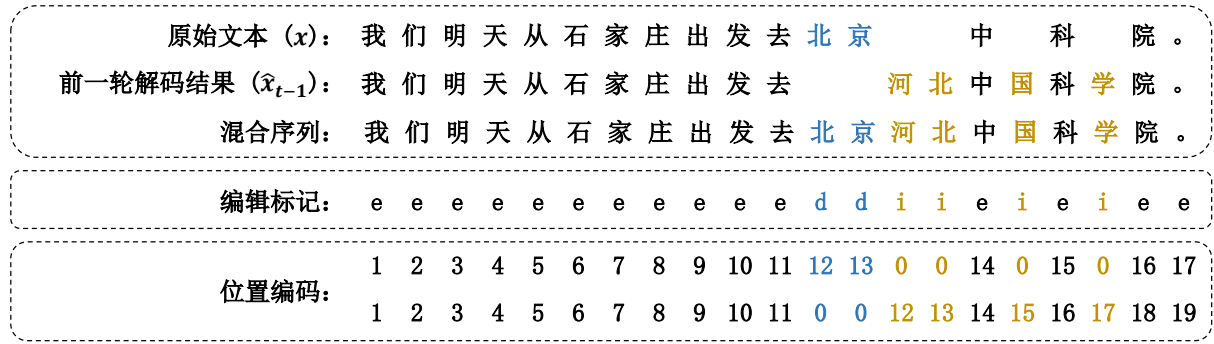 原始文本 (x): 我 们 明 天 从 石 家 庄 出 发 去 北 京 中 科 院 。
前一轮解码结果 (x̂ₜ₋₁): 我 们 明 天 从 石 家 庄 出 发 去 河 北 中 国 科 学 院 。
混合序列: 我 们 明 天 从 石 家 庄 出 发 去 北 京 河 北 中 国 科 学 院 。
编辑标记: e e e e e e e e e e e d d i i e i e i e e
位置编码:
1 2 3 4 5 6 7 8 9 10 11 12 13 0 0 14 0 15 0 16 17
1 2 3 4 5 6 7 8 9 10 11 0 0 12 13 14 15 16 17 18 19